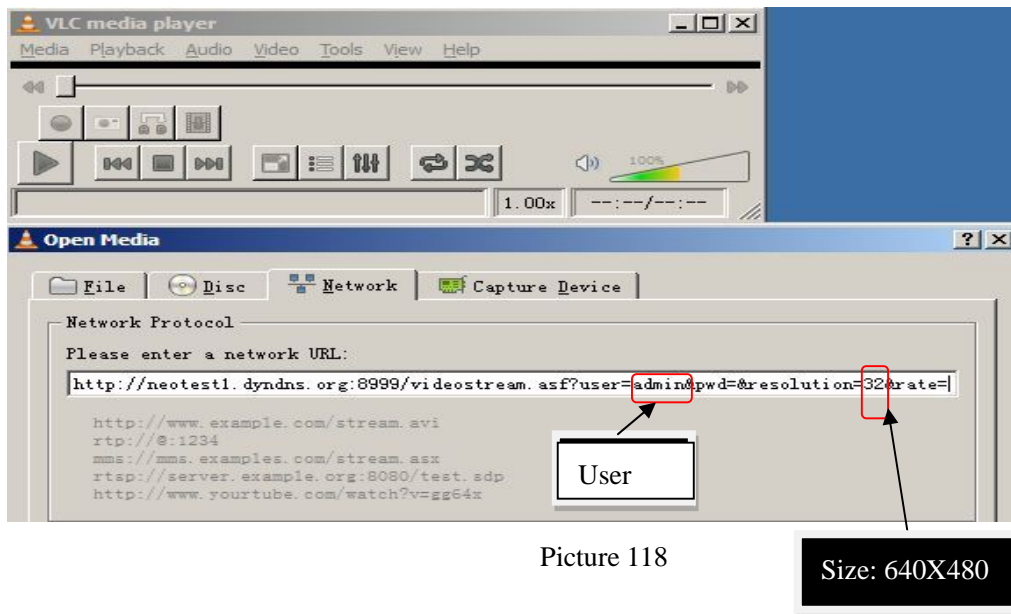 VLC media player
Media Playback Audio Video Tools View Help
100%
1.00x --:--/--:--
Open Media
File Disc Network Capture Device
Network Protocol
Please enter a network URL:
http://neotest1.dyndns.org:8999/videostream.asf?user=admin&pwd=&resolution=32&rate=
http://www.example.com/stream.avi
rtp://@:1234
mms://mms.examples.com/stream.asx
rtsp://server.example.org:8080/test.sdp
http://www.yourtube.com/watch?v=gg64x
User
Picture 118
Size: 640X480